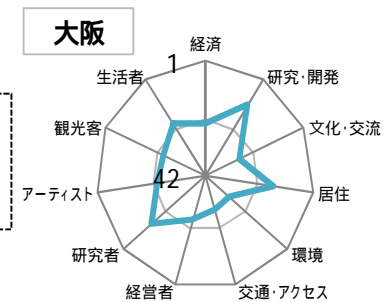 大阪
経済
1
生活者
研究・開発
観光客
文化・交流
アーティスト
42
居住
研究者
環境
経営者
交通・アクセス